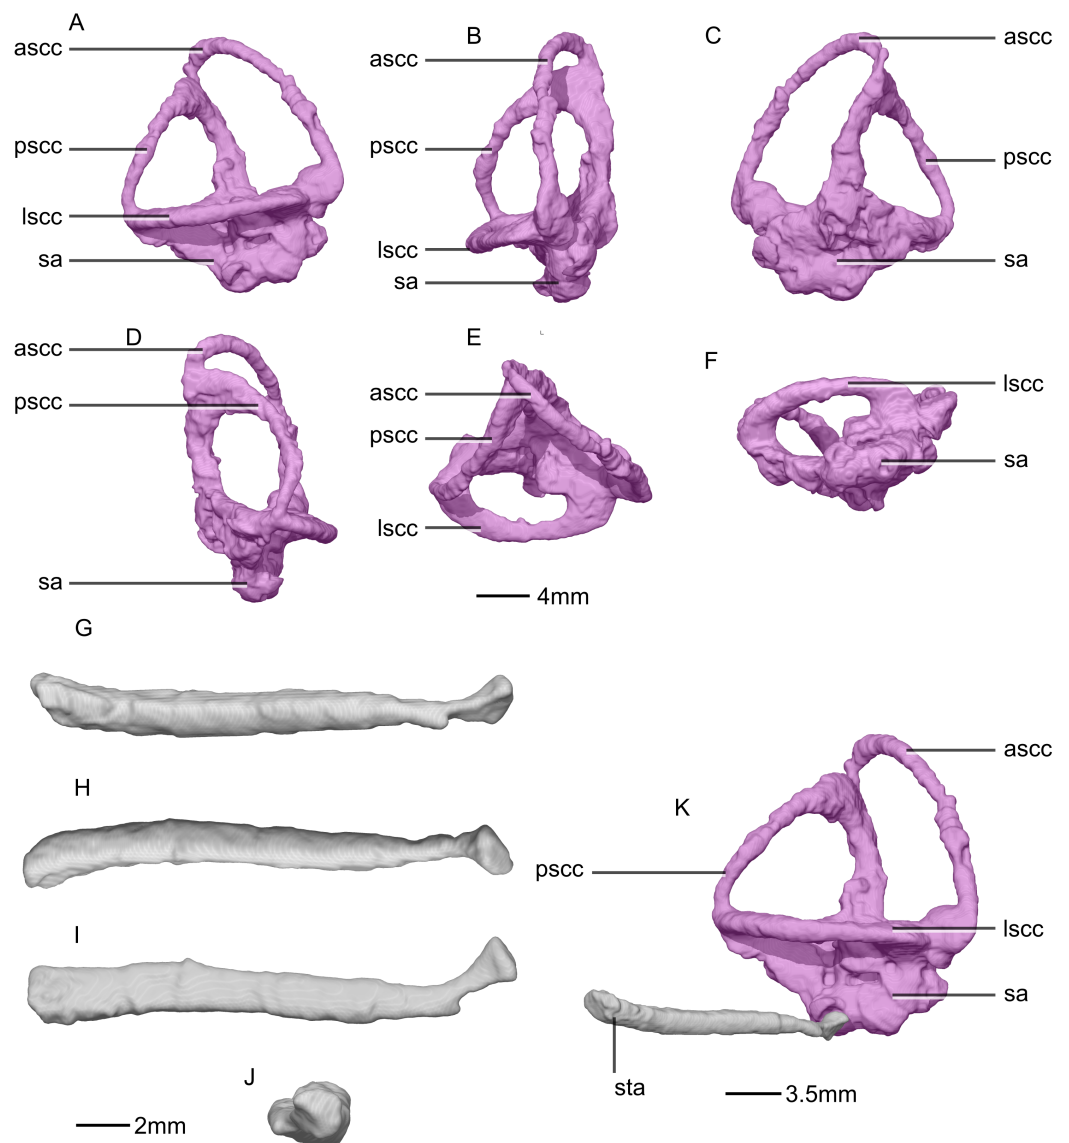 A
ascc
pscc
lscc
sa
B
ascc
pscc
lscc
sa
C
ascc
pscc
sa
D
ascc
pscc
sa
E
ascc
pscc
lscc
F
lscc
sa
4mm
G
H
I
J
2mm
K
ascc
pscc
lscc
sa
sta
3.5mm